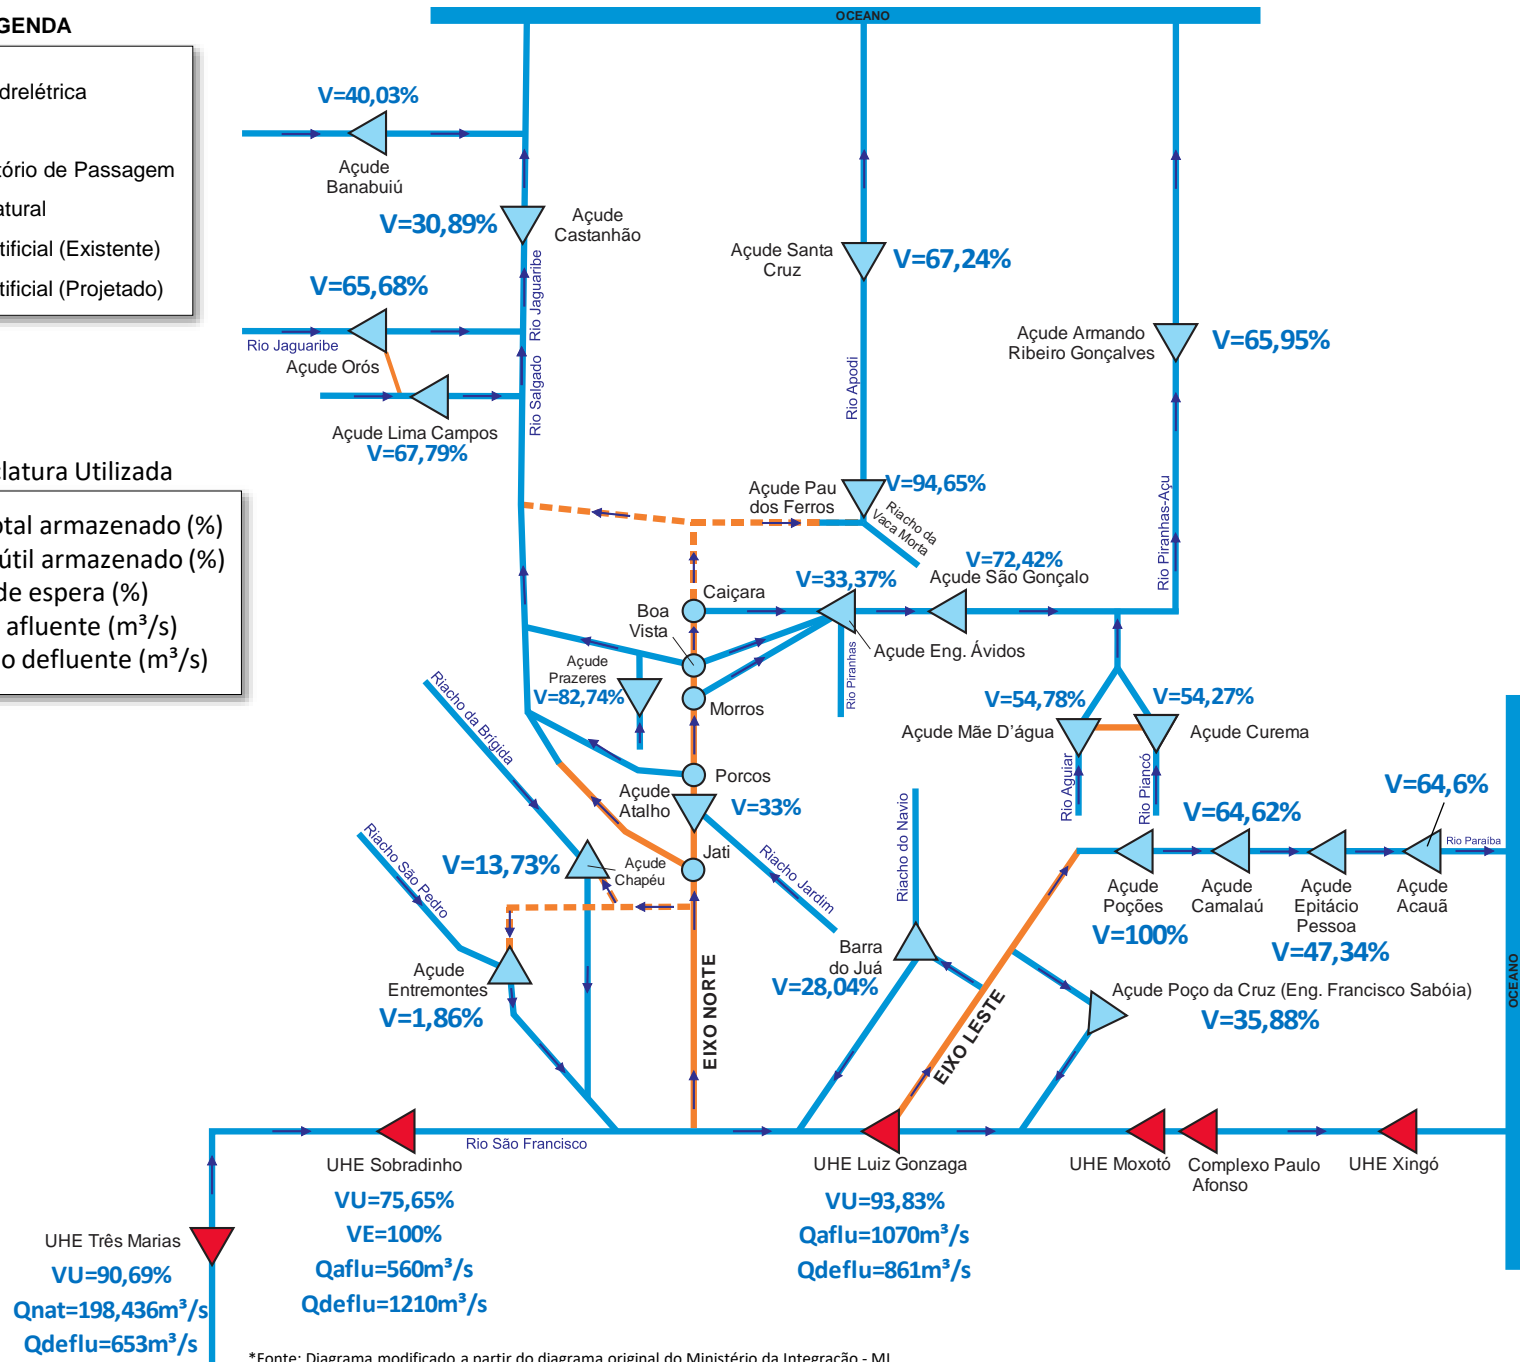 OCEANO
GENDA
drelétrica
tório de Passagem
atural
tificial (Existente)
tificial (Projetado)
V=40,03%
Açude
Banabuiú
V=30,89%
Açude
Castanhão
Rio Jaguaribe
V=65,68%
Rio Jaguaribe
Açude Orós
Rio Salgado
Açude Lima Campos
V=67,79%
Açude Santa
Cruz
V=67,24%
Rio Apodi
Açude Armando
Ribeiro Gonçalves
V=65,95%
Rio Piranhas-Açu
clatura Utilizada
otal armazenado (%)
útil armazenado (%)
de espera (%)
afluente (m³/s)
o defluente (m³/s)
Açude Pau
dos Ferros
V=94,65%
Riacho da
Vaca Morta
V=72,42%
Açude São Gonçalo
V=33,37%
Caiçara
Boa
Vista
Açude Eng. Ávidos
Rio Piranhas
Açude
Prazeres
V=82,74%
Morros
Riacho da Brígida
Porcos
Açude
Atalho
V=33%
Jati
Riacho Jardim
V=54,78%
V=54,27%
Açude Mãe D'água
Açude Curema
Rio Aguiar
Rio Piancó
V=64,6%
V=64,62%
Rio Paraiba
Açude
Poções
V=100%
Açude
Camalaú
Açude
Epitácio
Pessoa
V=47,34%
Açude
Acauã
Riacho São Pedro
V=13,73%
Açude
Chapéu
Açude
Entremontes
V=1,86%
EIXO NORTE
Riacho do Navio
Barra
do Juá
V=28,04%
EIXO LESTE
Açude Poço da Cruz (Eng. Francisco Sabóia)
V=35,88%
OCEANO
Rio São Francisco
UHE Sobradinho
VU=75,65%
VE=100%
Qaflu=560m³/s
Qdeflu=1210m³/s
UHE Luiz Gonzaga
VU=93,83%
Qaflu=1070m³/s
Qdeflu=861m³/s
UHE Moxotó
Complexo Paulo
Afonso
UHE Xingó
UHE Três Marias
VU=90,69%
Qnat=198,436m³/s
Qdeflu=653m³/s
*Fonte: Diagrama modificado a partir do diagrama original do Ministério da Integração - MI